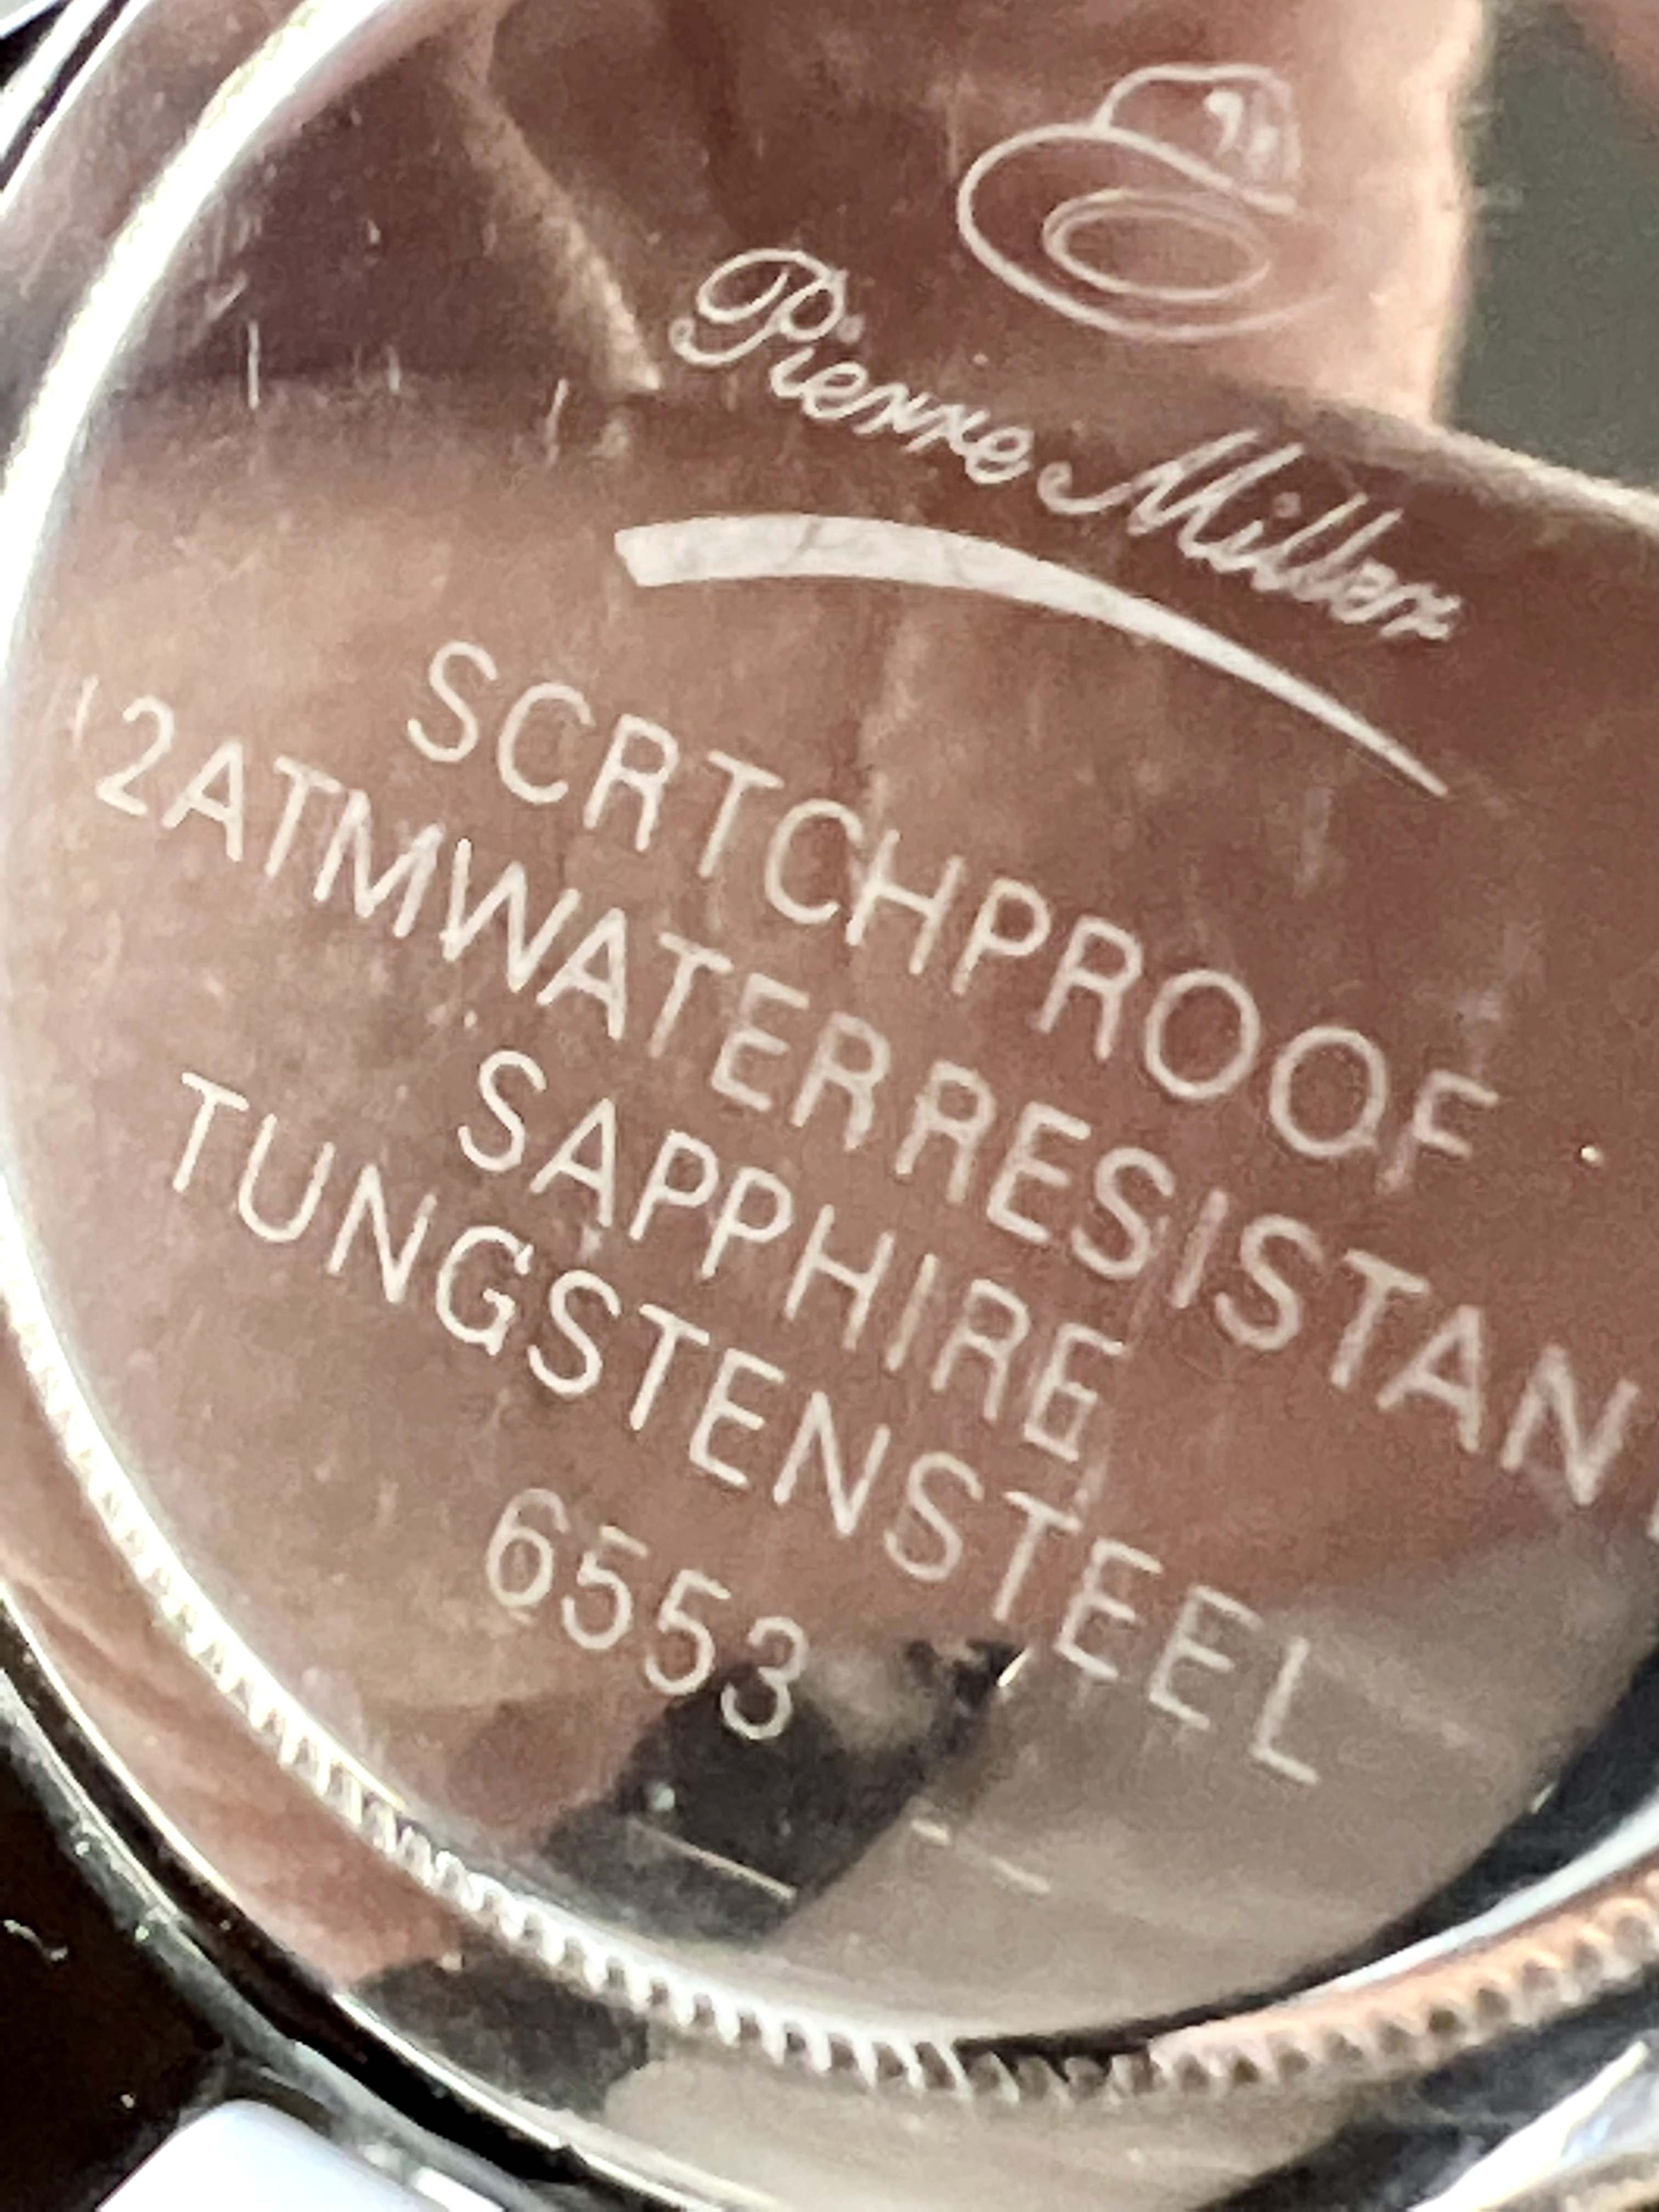 Pierre Miller
SCRTCHPROOF
12ATMWATERRESISTAN
SAPPHIRE
TUNGSTENSTEEL
6553